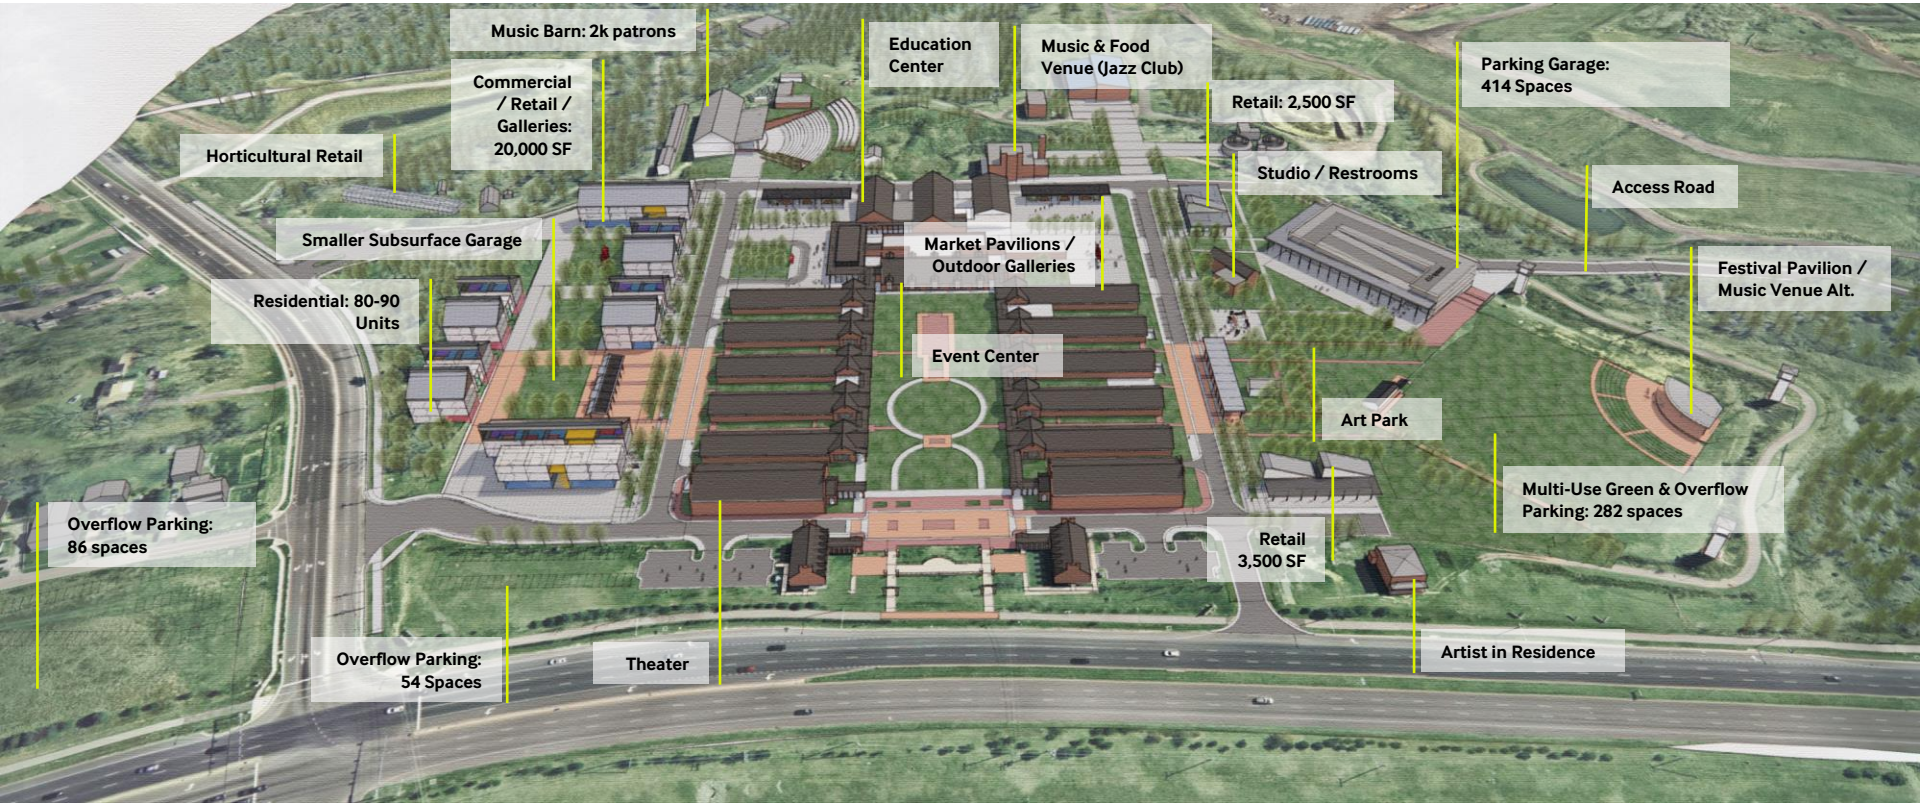 Music Barn: 2k patrons
Education
Center
Music & Food
Venue (Jazz Club)
Parking Garage:
414 Spaces
Commercial
/ Retail /
Galleries:
20,000 SF
Retail: 2,500 SF
Horticultural Retail
Studio / Restrooms
Access Road
Smaller Subsurface Garage
Market Pavilions /
Outdoor Galleries
Festival Pavilion /
Music Venue Alt.
Residential: 80-90
Units
Event Center
Art Park
Multi-Use Green & Overflow
Parking: 282 spaces
Overflow Parking:
86 spaces
Retail
3,500 SF
Overflow Parking:
54 Spaces
Theater
Artist in Residence